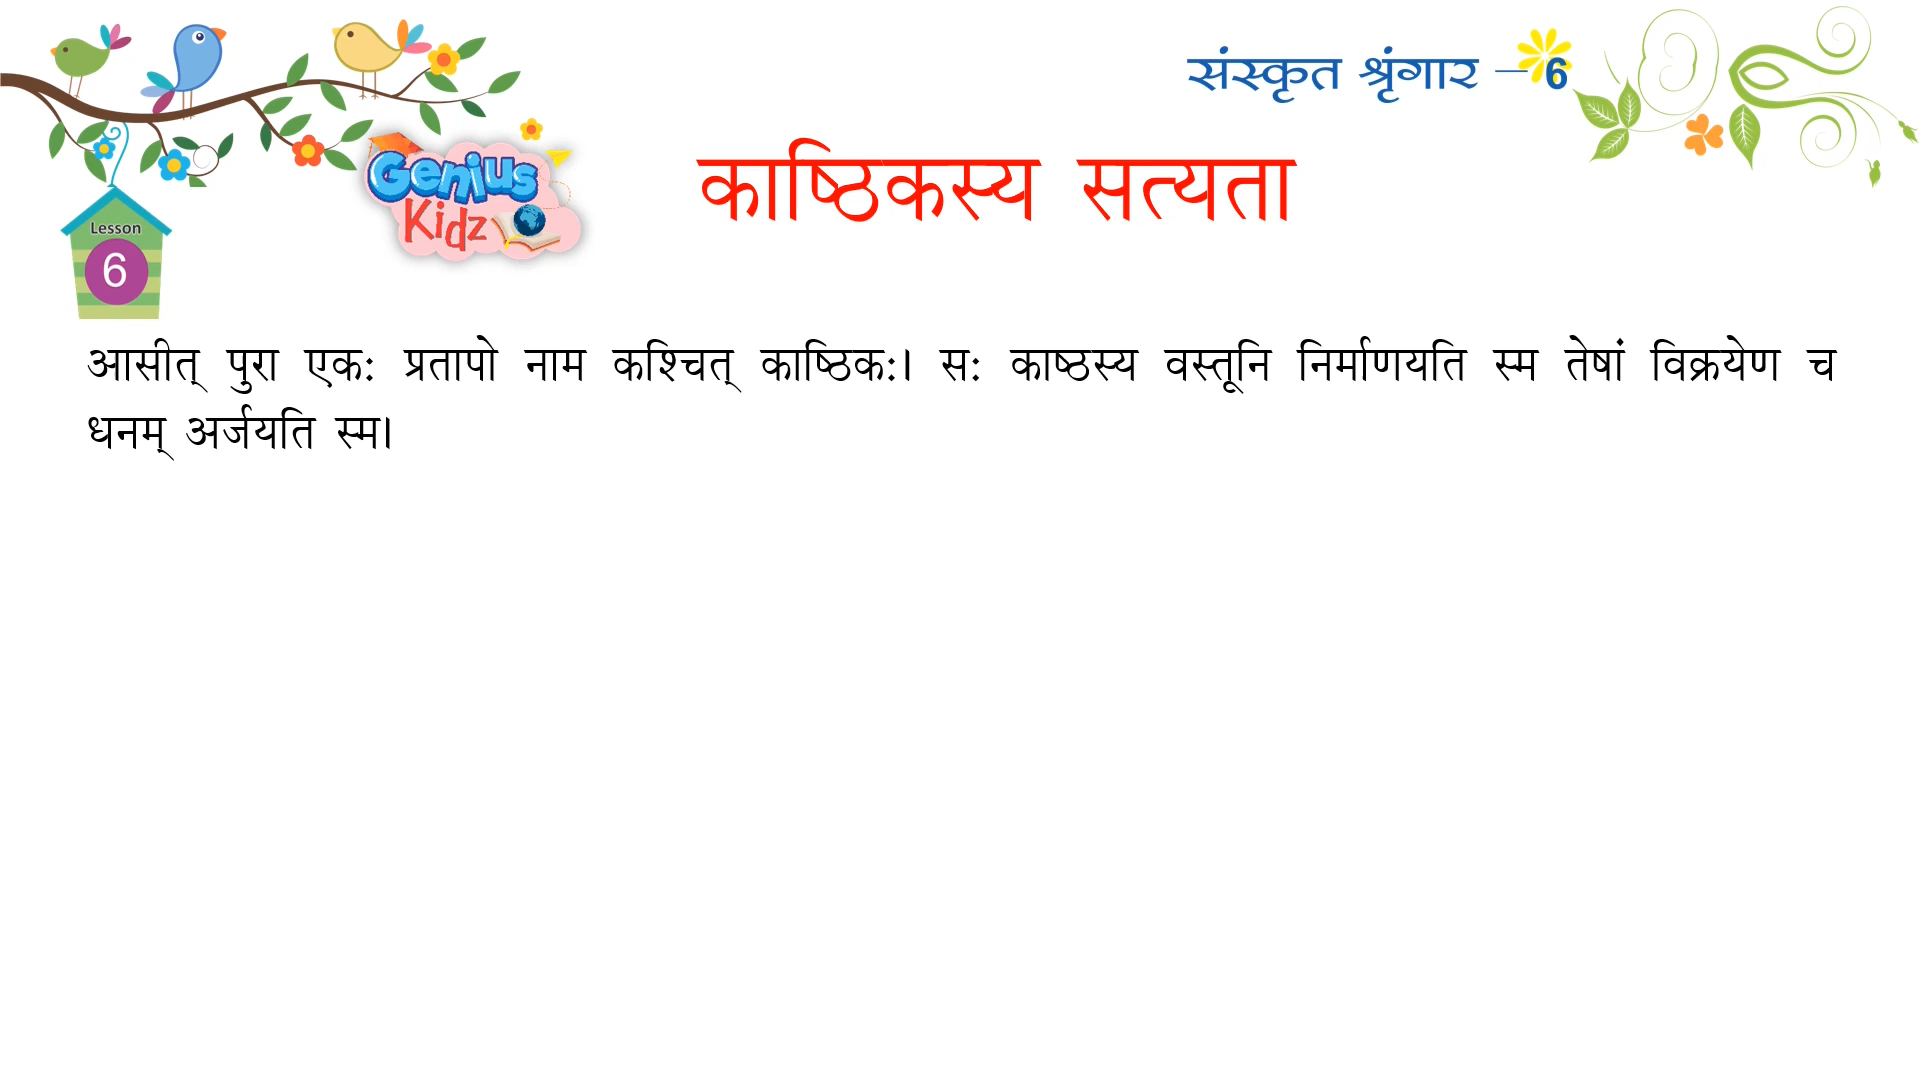 संस्कृत श्रृंगार – 6
Genius
Kidz
काष्ठिकस्य सत्यता
Lesson
6
आसीत् पुरा एकः प्रतापो नाम कश्चित् काष्ठिकः। सः काष्ठस्य वस्तूनि निर्माणयति स्म तेषां विक्रयेण च
धनम् अर्जयति स्म।